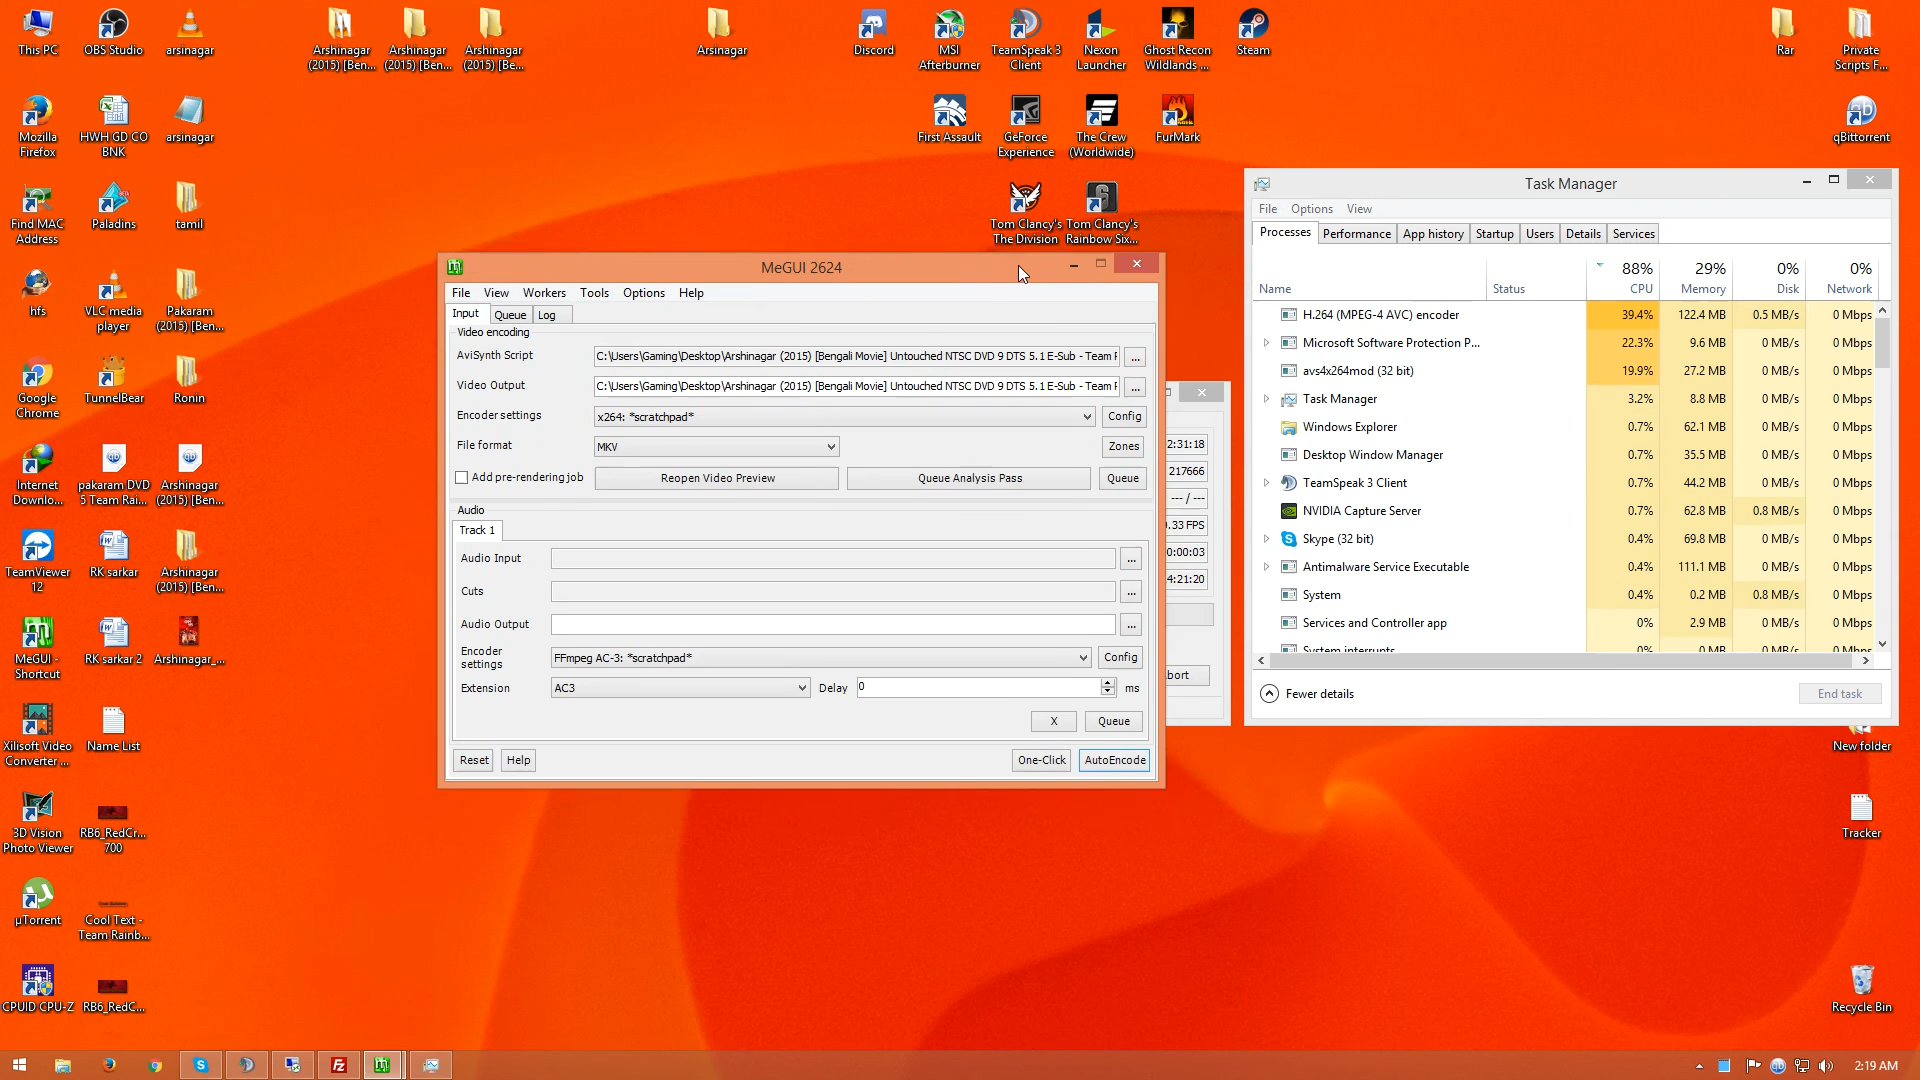 This PC
OBS Studio
arsinagar
Arshinagar
(2015) [Ben...
Arshinagar
(2015) [Ben...
Arshinagar
(2015) [Be...
Arsinagar
Discord
MSI
Afterburner
TeamSpeak 3
Client
Nexon
Launcher
Ghost Recon
Wildlands ...
Steam
Rar
Private
Scripts F...
Mozilla
Firefox
HWH GD CO
BNK
arsinagar
First Assault
GeForce
Experience
The Crew
(Worldwide)
FurMark
qBittorrent
Find MAC
Address
Paladins
tamil
Tom Clancy's
The Division
Tom Clancy's
Rainbow Six...
hfs
VLC media
player
Pakaram
(2015) [Ben...
Google
Chrome
TunnelBear
Ronin
Internet
Downlo...
pakaram DVD
5 Team Rai...
Arshinagar
(2015) [Ben...
TeamViewer
12
RK sarkar
Arshinagar
(2015) [Ben...
MeGUI -
Shortcut
RK sarkar 2
Arshinagar_...
Xilisoft Video
Converter ...
Name List
3D Vision
Photo Viewer
RB6_RedCr...
700
µTorrent
Cool Text -
Team Rainb...
CPUID CPU-Z
RB6_RedC...
MeGUI 2624
File View Workers Tools Options Help
Input Queue Log
Video encoding
AviSynth Script
C:\Users\Gaming\Desktop\Arshinagar (2015) [Bengali Movie] Untouched NTSC DVD 9 DTS 5.1 E-Sub - Team
...
Video Output
C:\Users\Gaming\Desktop\Arshinagar (2015) [Bengali Movie] Untouched NTSC DVD 9 DTS 5.1 E-Sub - Team
...
Encoder settings
x264: *scratchpad*
Config
File format
MKV
Zones
Add pre-rendering job
Reopen Video Preview
Queue Analysis Pass
Queue
Audio
Track 1
Audio Input
...
Cuts
...
Audio Output
...
Encoder
settings
FFmpeg AC-3: *scratchpad*
Config
Extension
AC3
Delay
0
ms
X
Queue
Reset
Help
One-Click
AutoEncode
2:31:18
217666
--- / ---
.33 FPS
0:00:03
4:21:20
bort
Task Manager
File Options View
Processes Performance App history Startup Users Details Services
88% 29% 0% 0%
Name Status CPU Memory Disk Network
H.264 (MPEG-4 AVC) encoder 39.4% 122.4 MB 0.5 MB/s 0 Mbps
Microsoft Software Protection P... 22.3% 9.6 MB 0 MB/s 0 Mbps
avs4x264mod (32 bit) 19.9% 27.2 MB 0 MB/s 0 Mbps
Task Manager 3.2% 8.8 MB 0 MB/s 0 Mbps
Windows Explorer 0.7% 62.1 MB 0 MB/s 0 Mbps
Desktop Window Manager 0.7% 35.5 MB 0 MB/s 0 Mbps
TeamSpeak 3 Client 0.7% 44.2 MB 0 MB/s 0 Mbps
NVIDIA Capture Server 0.7% 62.8 MB 0.8 MB/s 0 Mbps
Skype (32 bit) 0.4% 69.8 MB 0 MB/s 0 Mbps
Antimalware Service Executable 0.4% 111.1 MB 0 MB/s 0 Mbps
System 0.4% 0.2 MB 0.8 MB/s 0 Mbps
Services and Controller app 0% 2.9 MB 0 MB/s 0 Mbps
System interrupts 0% 0 MB 0 MB/s 0 Mbps
Fewer details
End task
New folder
Tracker
Recycle Bin
2:19 AM